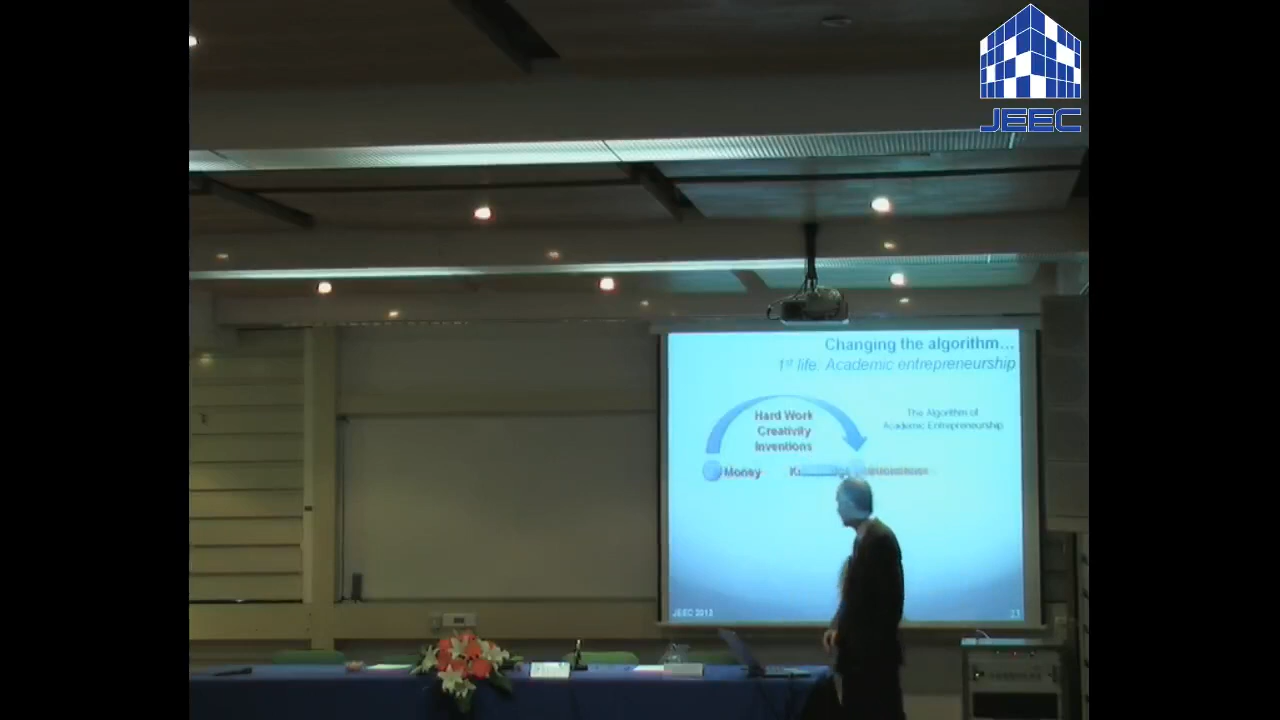 JEEC
Changing the algorithm...
1st life: Academic entrepreneurship
Hard Work
Creativity
Inventions
The Algorithm of
Academic Entrepreneurship
Money
JEEC 2013